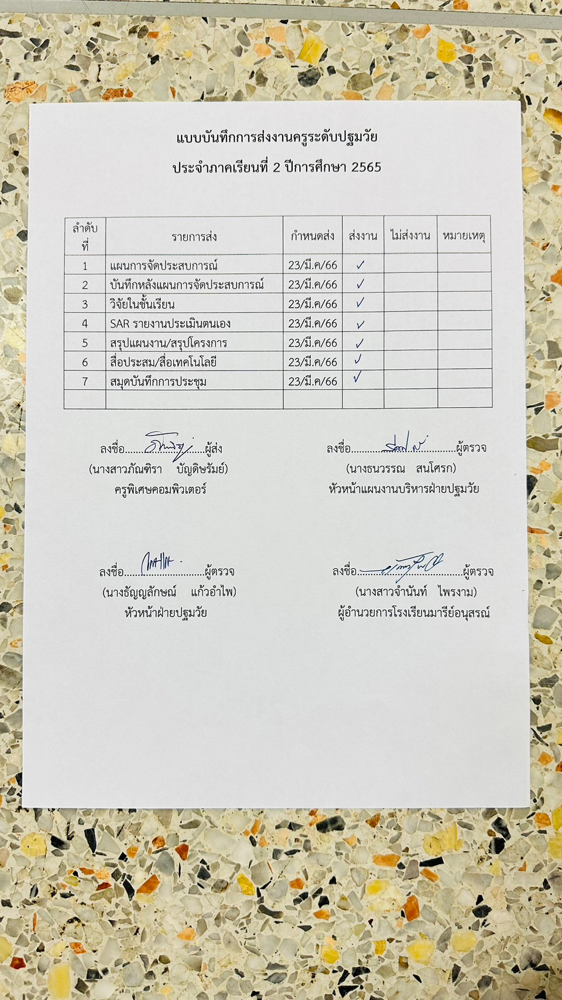 แบบบันทึกการส่งงานครูระดับปฐมวัย
ประจำภาคเรียนที่ 2 ปีการศึกษา 2565
ลำดับที่ รายการส่ง กำหนดส่ง ส่งงาน ไม่ส่งงาน หมายเหตุ
1 แผนการจัดประสบการณ์ 23/มี.ค/66 ✓
2 บันทึกหลังแผนการจัดประสบการณ์ 23/มี.ค/66 ✓
3 วิจัยในชั้นเรียน 23/มี.ค/66 ✓
4 SAR รายงานประเมินตนเอง 23/มี.ค/66 ✓
5 สรุปแผนงาน/สรุปโครงการ 23/มี.ค/66 ✓
6 สื่อประสม/สื่อเทคโนโลยี 23/มี.ค/66 ✓
7 สมุดบันทึกการประชุม 23/มี.ค/66 ✓
ลงชื่อ..............................ผู้ส่ง ลงชื่อ........................................ผู้ตรวจ
(นางสาวภัณฑิรา บัญดิษรัมย์) (นางธนวรรณ สนโศรก)
ครูพิเศษคอมพิวเตอร์ หัวหน้าแผนงานบริหารฝ่ายปฐมวัย
ลงชื่อ..............................ผู้ตรวจ ลงชื่อ........................................ผู้ตรวจ
(นางธัญญลักษณ์ แก้วอำไพ) (นางสาวจำนันท์ ไพรงาม)
หัวหน้าฝ่ายปฐมวัย ผู้อำนวยการโรงเรียนมารีย์อนุสรณ์